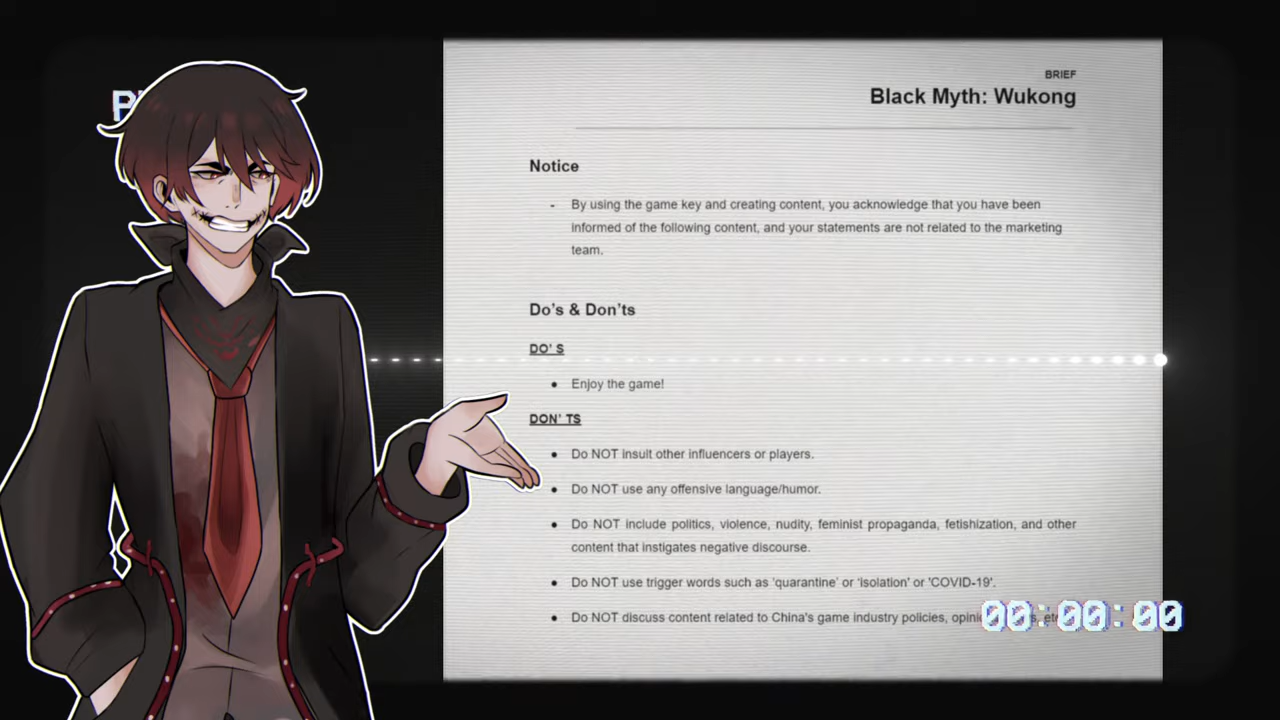 BRIEF
Black Myth: Wukong
Notice
- By using the game key and creating content, you acknowledge that you have been
informed of the following content, and your statements are not related to the marketing
team.
Do's & Don'ts
DO' S
● Enjoy the game!
DON' TS
● Do NOT insult other influencers or players.
● Do NOT use any offensive language/humor.
● Do NOT include politics, violence, nudity, feminist propaganda, fetishization, and other
content that instigates negative discourse.
● Do NOT use trigger words such as 'quarantine' or 'isolation' or 'COVID-19'.
● Do NOT discuss content related to China's game industry policies,
00:00:00